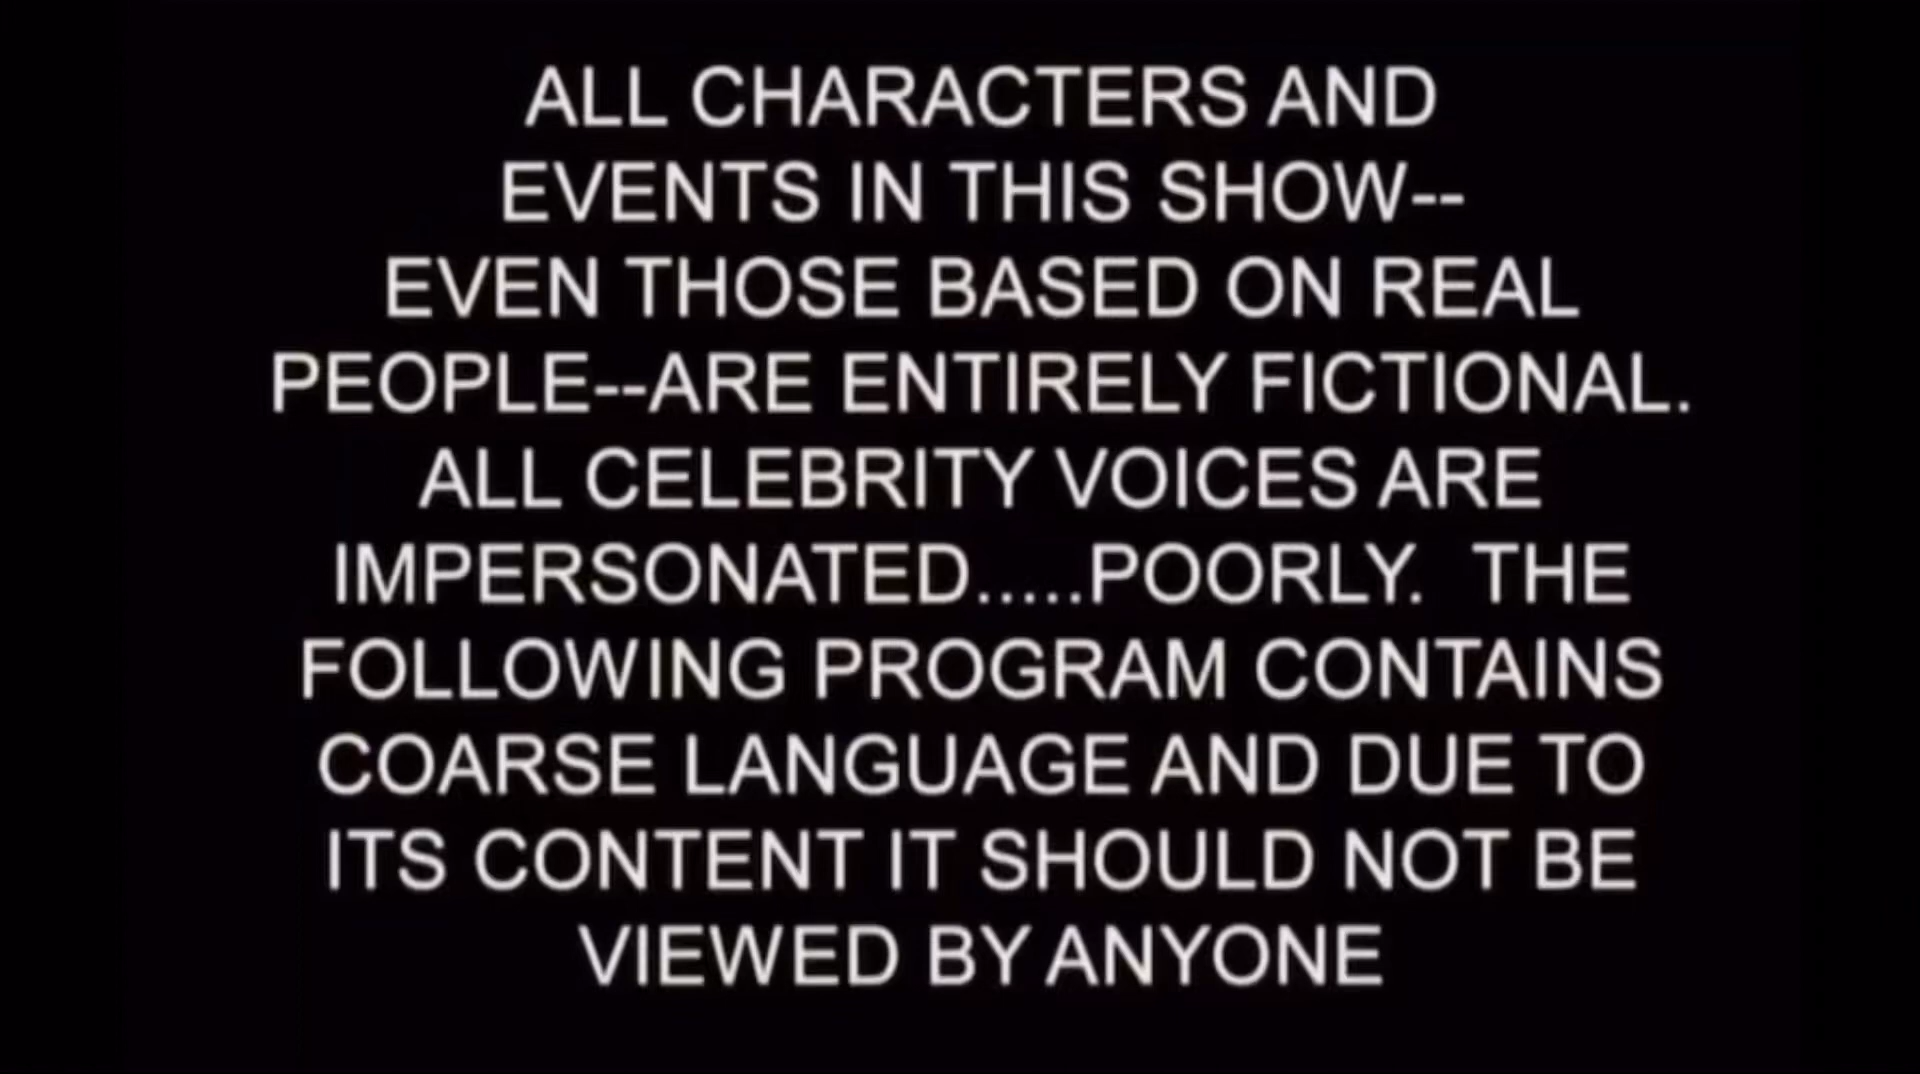 ALL CHARACTERS AND
EVENTS IN THIS SHOW--
EVEN THOSE BASED ON REAL
PEOPLE--ARE ENTIRELY FICTIONAL.
ALL CELEBRITY VOICES ARE
IMPERSONATED.....POORLY.  THE
FOLLOWING PROGRAM CONTAINS
COARSE LANGUAGE AND DUE TO
ITS CONTENT IT SHOULD NOT BE
VIEWED BY ANYONE